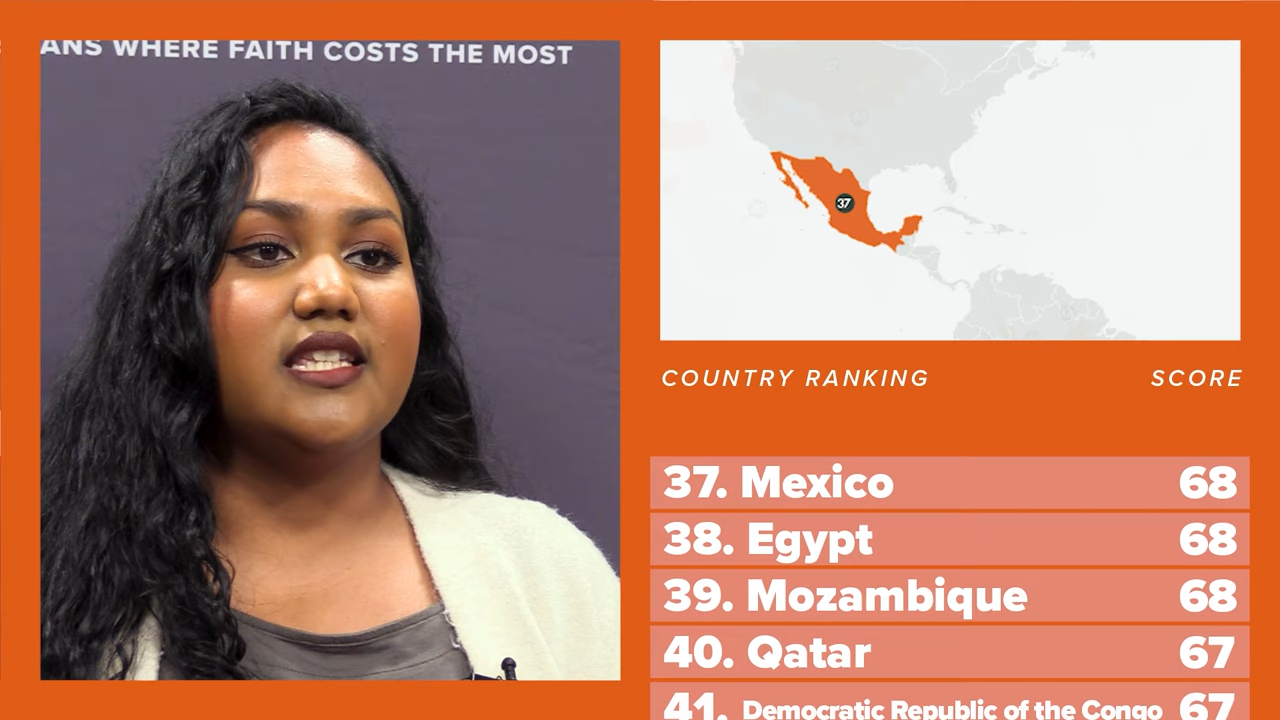 ANS WHERE FAITH COSTS THE MOST
37
COUNTRY RANKING SCORE
37. Mexico 68
38. Egypt 68
39. Mozambique 68
40. Qatar 67
41. Democratic Republic of the Congo 67